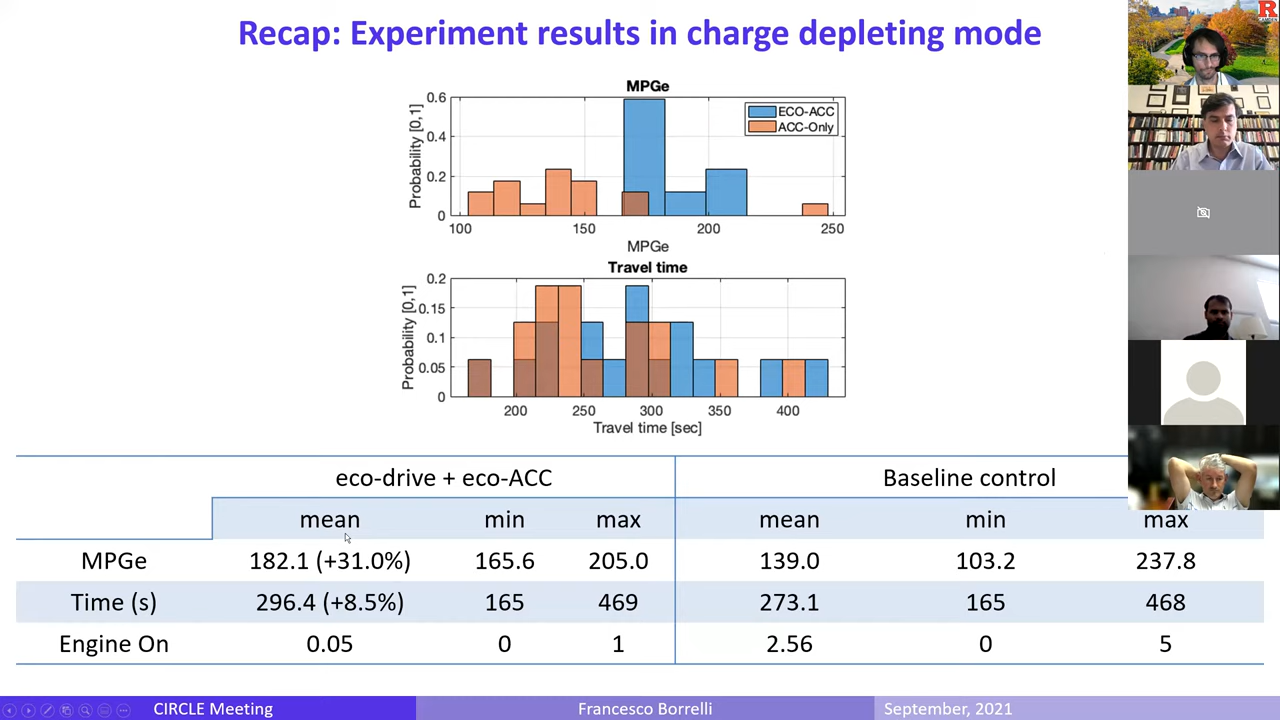 Recap: Experiment results in charge depleting mode
R
CAMDEN
MPGe
0.6
0.4
0.2
0
Probability [0,1]
ECO-ACC
ACC-Only
100 150 200 250
MPGe
Travel time
0.2
0.15
0.1
0.05
0
Probability [0,1]
200 250 300 350 400
Travel time [sec]
eco-drive + eco-ACC Baseline control
mean min max mean min max
MPGe 182.1 (+31.0%) 165.6 205.0 139.0 103.2 237.8
Time (s) 296.4 (+8.5%) 165 469 273.1 165 468
Engine On 0.05 0 1 2.56 0 5
CIRCLE Meeting Francesco Borrelli September, 2021